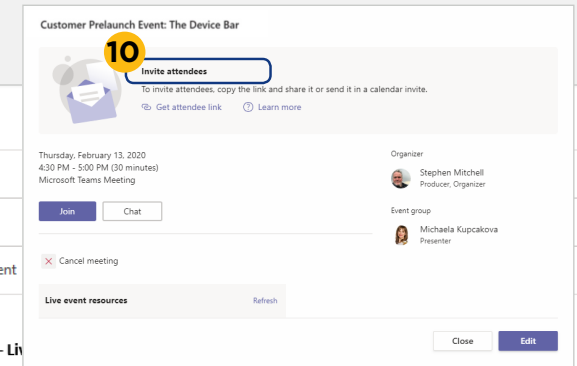 Customer Prelaunch Event: The Device Bar
10
Invite attendees
To invite attendees, copy the link and share it or send it in a calendar invite.
Get attendee link
Learn more
Thursday, February 13, 2020
4:30 PM - 5:00 PM (30 minutes)
Microsoft Teams Meeting
Join
Chat
Organizer
Stephen Mitchell
Producer, Organizer
Event group
Michaela Kupcakova
Presenter
Cancel meeting
Live event resources
Refresh
Close
Edit